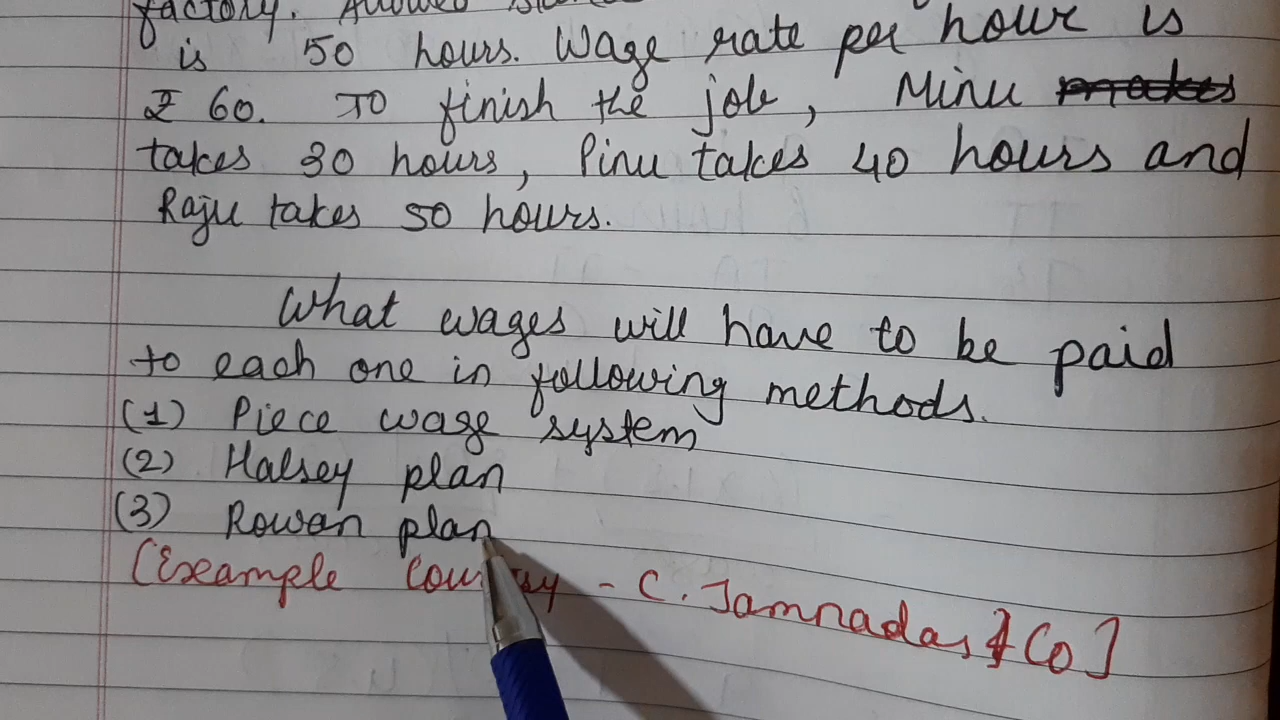 factory. Allowed
is 50 hours. Wage rate per hour is
₹ 60. To finish the job, Minu
takes 30 hours, Pinu takes 40 hours and
Raju takes 50 hours.
What wages will have to be paid
to each one in following methods.
(1) Piece wage system
(2) Halsey plan
(3) Rowan plan
[Example - C. Jamnadas & Co]